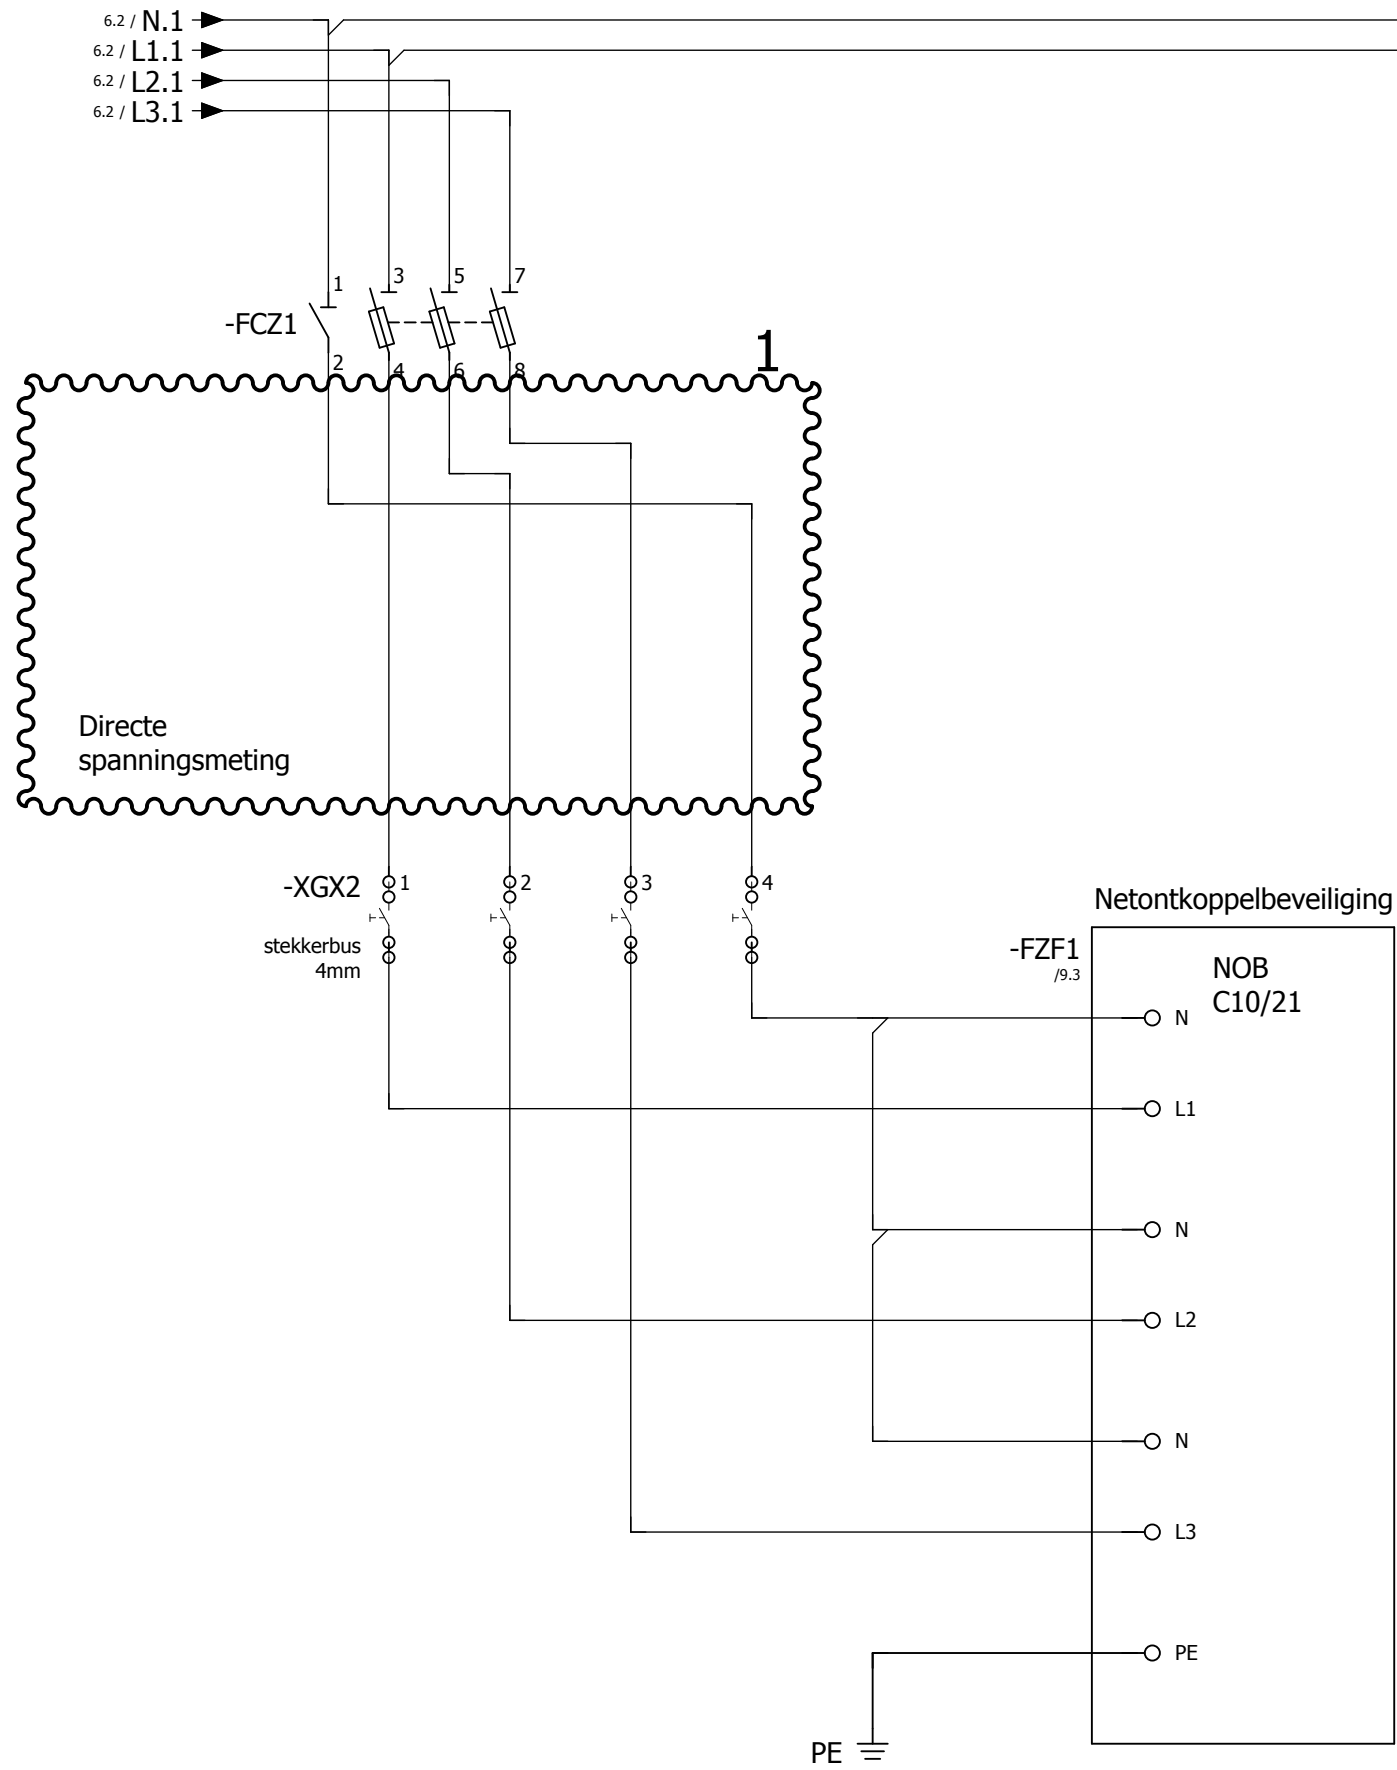 6.2 / N.1
6.2 / L1.1
6.2 / L2.1
6.2 / L3.1
1 3 5 7
-FCZ1
2 4 6 8
1
Directe
spanningsmeting
-XGX2 1 2 3 4
stekkerbus
4mm
Netontkoppelbeveiliging
-FZF1
/9.3
NOB
C10/21
N
L1
N
L2
N
L3
PE
PE